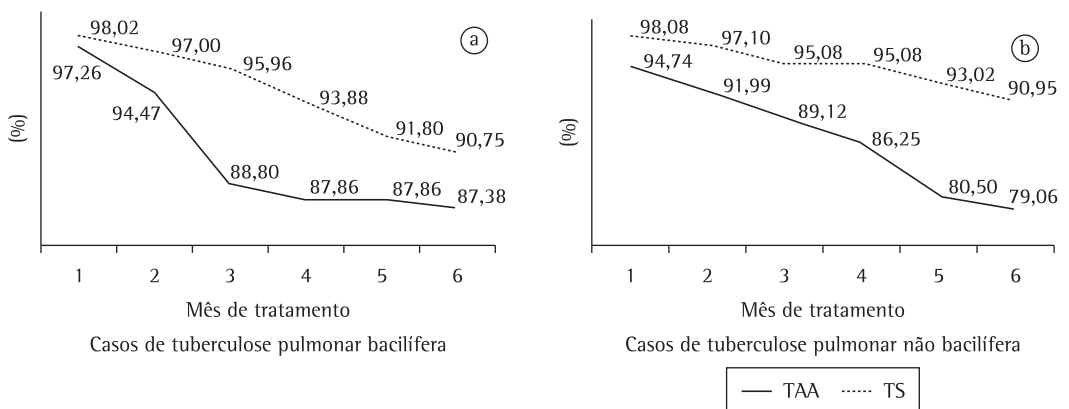 (%)
98,02
97,00
95,96
93,88
91,80
90,75
97,26
94,47
88,80
87,86
87,86
87,38
a
1 2 3 4 5 6
Mês de tratamento
Casos de tuberculose pulmonar bacilífera
(%)
98,08
97,10
95,08
95,08
93,02
90,95
94,74
91,99
89,12
86,25
80,50
79,06
b
1 2 3 4 5 6
Mês de tratamento
Casos de tuberculose pulmonar não bacilífera
TAA TS